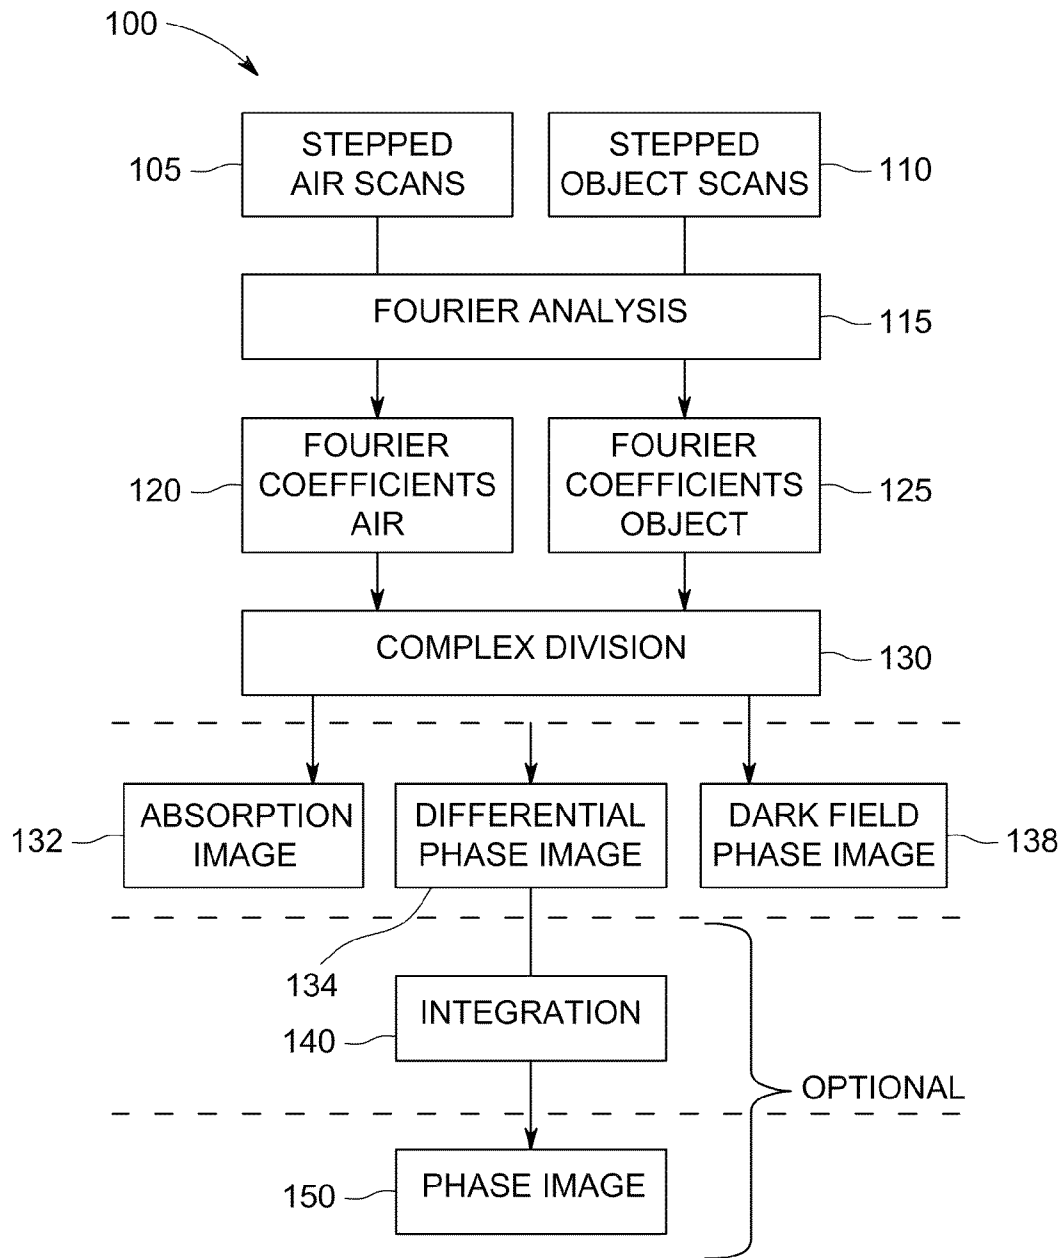 100
STEPPED
AIR SCANS
105
STEPPED
OBJECT SCANS
110
FOURIER ANALYSIS
115
FOURIER
COEFFICIENTS
AIR
120
FOURIER
COEFFICIENTS
OBJECT
125
COMPLEX DIVISION
130
ABSORPTION
IMAGE
132
DIFFERENTIAL
PHASE IMAGE
134
DARK FIELD
PHASE IMAGE
138
INTEGRATION
140
OPTIONAL
PHASE IMAGE
150